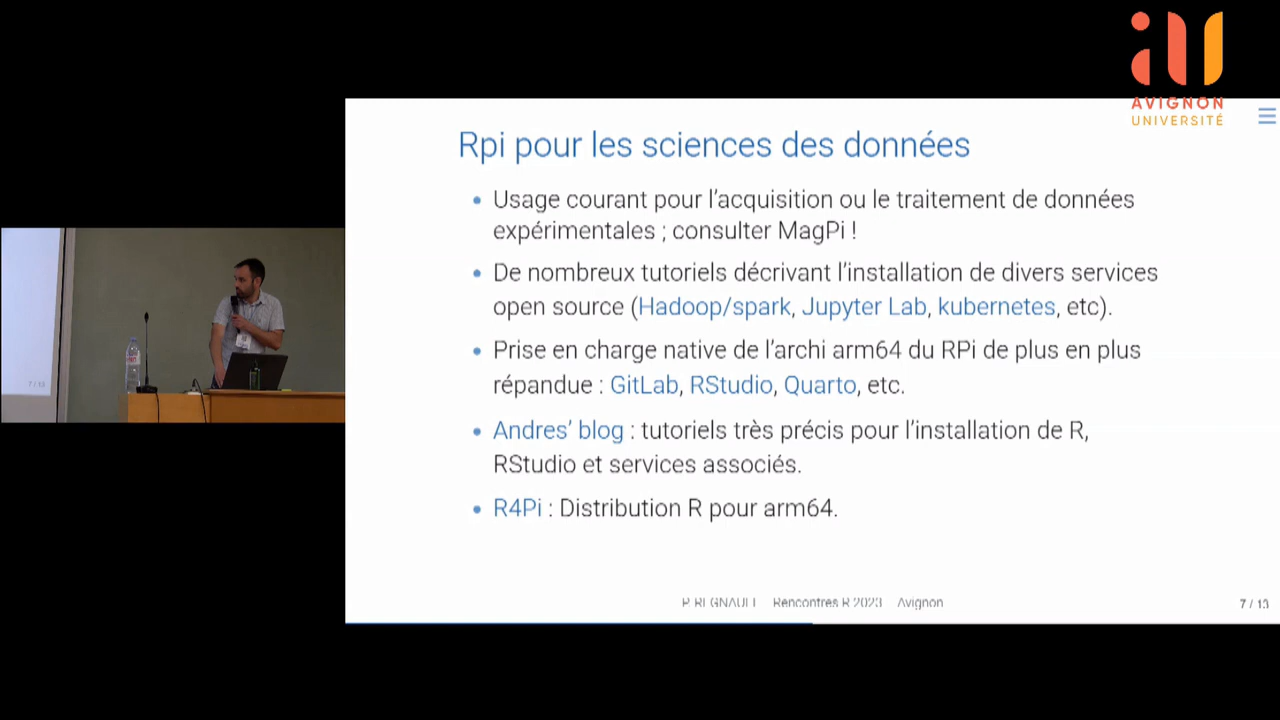 AVIGNON
UNIVERSITÉ
Rpi pour les sciences des données
Usage courant pour l'acquisition ou le traitement de données
expérimentales ; consulter MagPi !
De nombreux tutoriels décrivant l'installation de divers services
open source (Hadoop/spark, Jupyter Lab, kubernetes, etc).
Prise en charge native de l'archi arm64 du RPi de plus en plus
répandue : GitLab, RStudio, Quarto, etc.
Andres' blog : tutoriels très précis pour l'installation de R,
RStudio et services associés.
R4Pi : Distribution R pour arm64.
P. REGNAULT Rencontres R 2023 Avignon
7 / 13
7 / 13